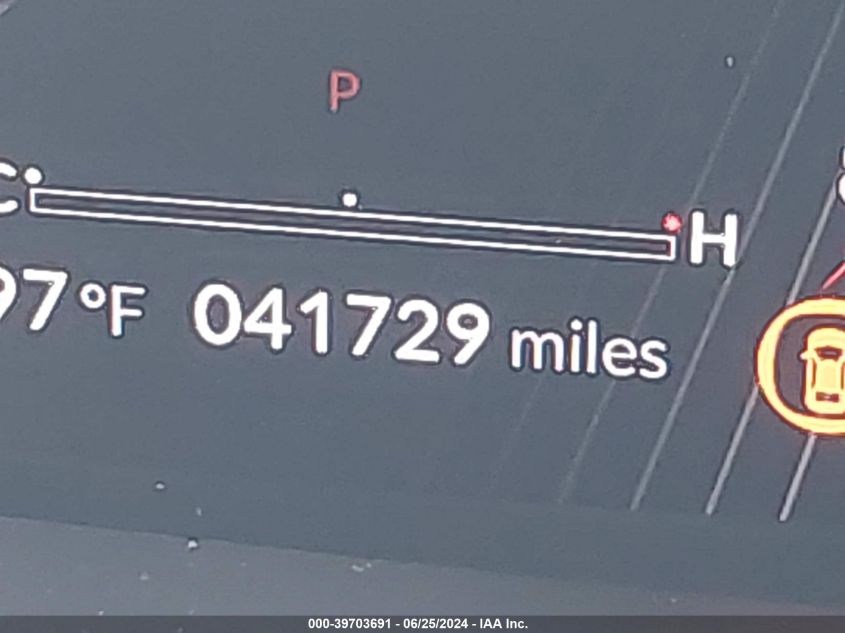 P
C H
97°F 041729 miles
000-39703691 - 06/25/2024 - IAA Inc.